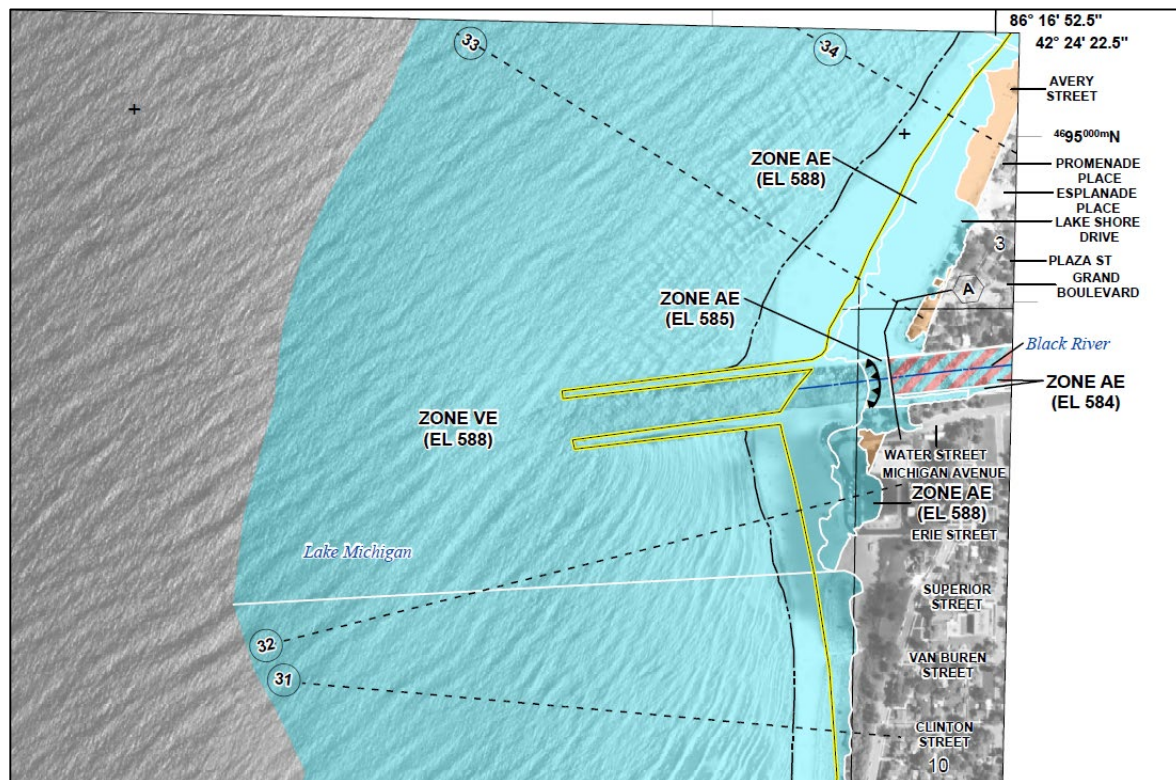 86° 16' 52.5"
42° 24' 22.5"
33
34
AVERY
STREET
⁴⁶95⁰⁰⁰ᵐN
ZONE AE
(EL 588)
PROMENADE
PLACE
ESPLANADE
PLACE
LAKE SHORE
DRIVE
3
PLAZA ST
GRAND
BOULEVARD
A
ZONE AE
(EL 585)
Black River
ZONE AE
(EL 584)
ZONE VE
(EL 588)
WATER STREET
MICHIGAN AVENUE
ZONE AE
(EL 588)
ERIE STREET
Lake Michigan
SUPERIOR
STREET
32
31
VAN BUREN
STREET
CLINTON
STREET
10